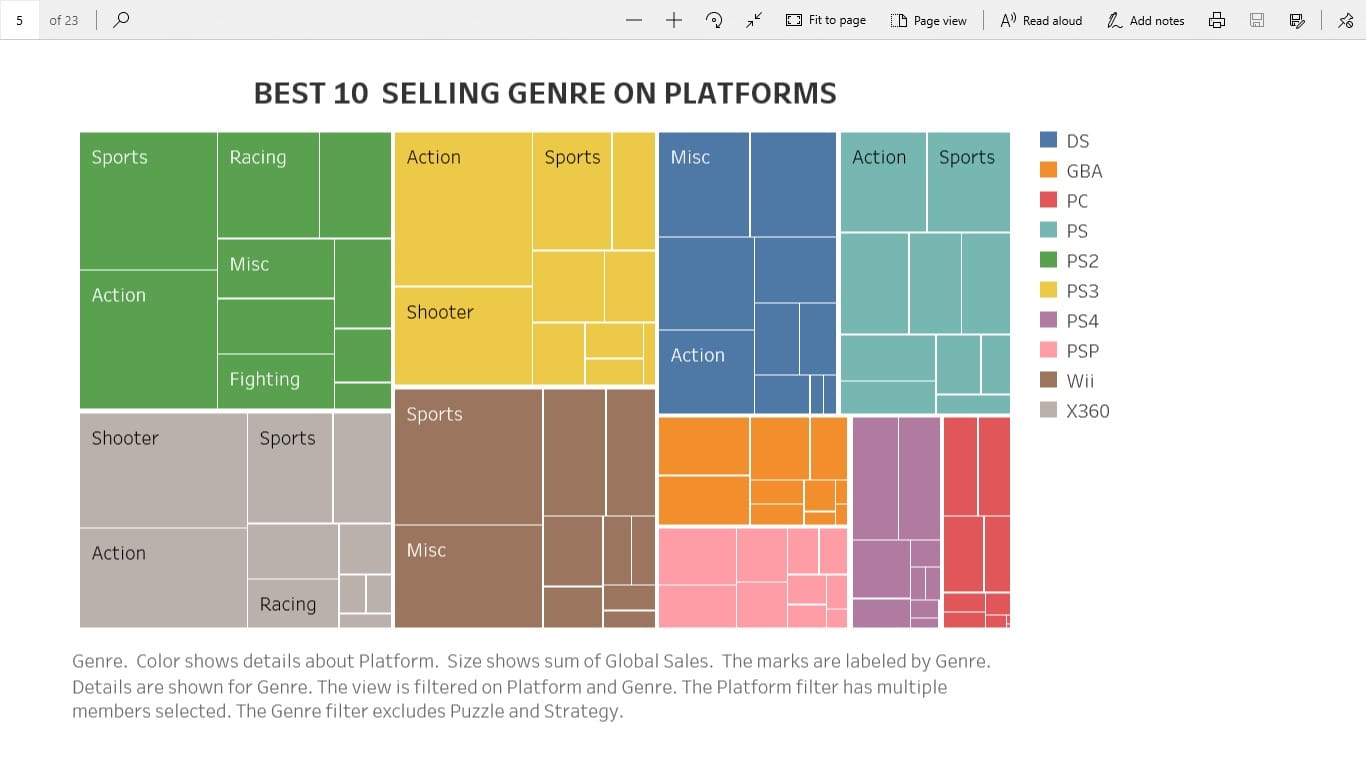 5 of 23 Fit to page Page view Read aloud Add notes
BEST 10 SELLING GENRE ON PLATFORMS
Sports
Racing
Misc
Action
Fighting
Action
Sports
Shooter
Misc
Action
Action
Sports
Shooter
Sports
Action
Racing
Sports
Misc
DS
GBA
PC
PS
PS2
PS3
PS4
PSP
Wii
X360
Genre. Color shows details about Platform. Size shows sum of Global Sales. The marks are labeled by Genre.
Details are shown for Genre. The view is filtered on Platform and Genre. The Platform filter has multiple
members selected. The Genre filter excludes Puzzle and Strategy.